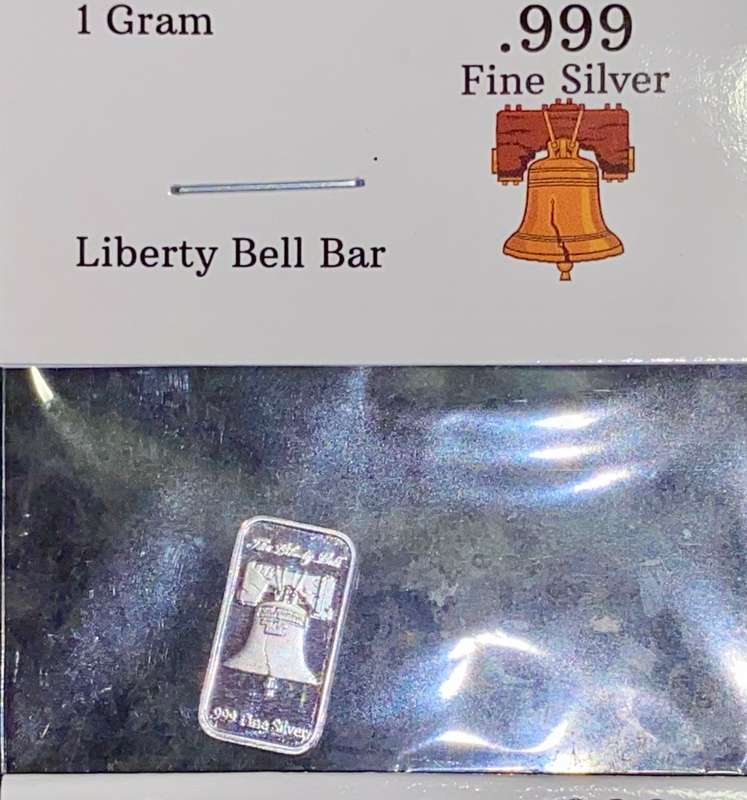 1 Gram
.999
Fine Silver
Liberty Bell Bar
The Liberty Bell
.999 Fine Silver